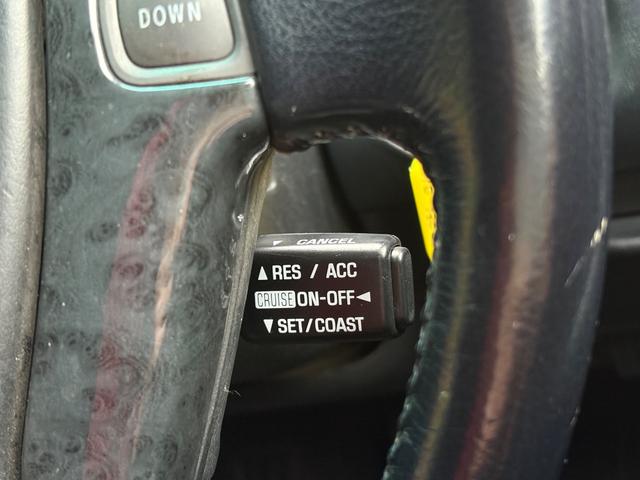 DOWN
▼ CANCEL
▲ RES / ACC
CRUISE ON-OFF ◄
▼ SET/COAST